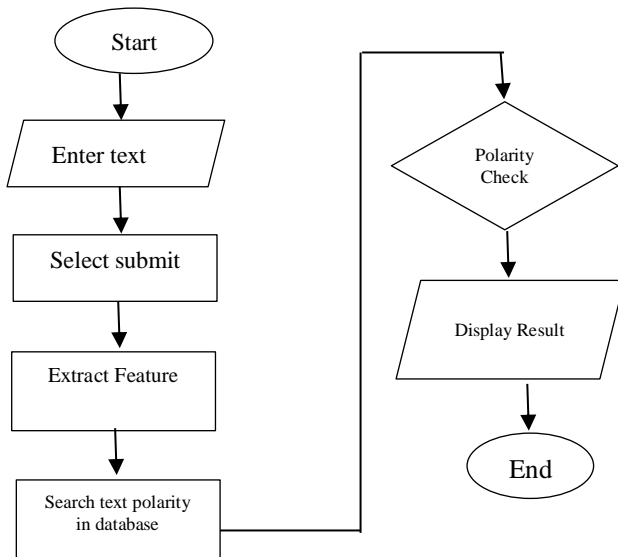 Start
Enter text
Select submit
Extract Feature
Search text polarity
in database
Polarity
Check
Display Result
End